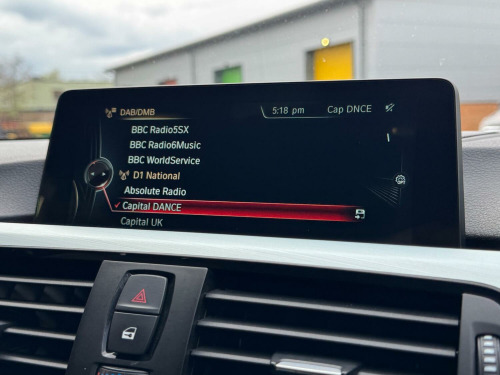 DAB/DMB 5:18 pm Cap DNCE
BBC Radio5SX
BBC Radio6Music
BBC WorldService
D1 National
Absolute Radio
Capital DANCE
Capital UK